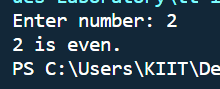 Enter number: 2
2 is even.
PS C:\Users\KIIT\De